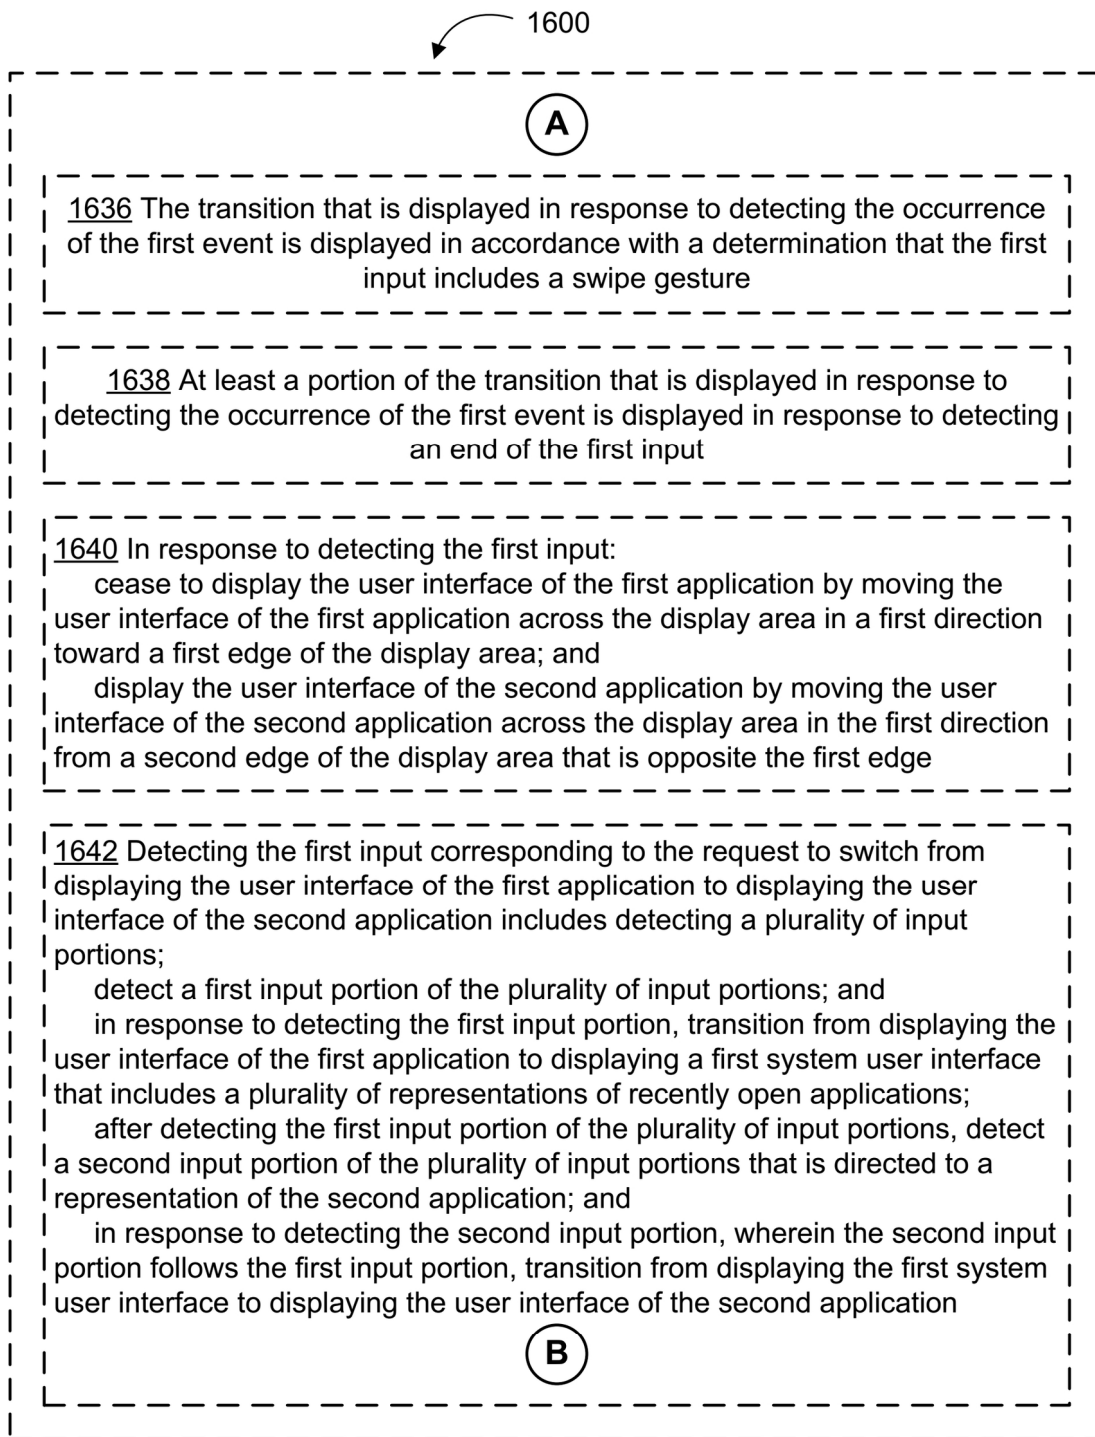 1600
A
1636 The transition that is displayed in response to detecting the occurrence
of the first event is displayed in accordance with a determination that the first
input includes a swipe gesture
1638 At least a portion of the transition that is displayed in response to
detecting the occurrence of the first event is displayed in response to detecting
an end of the first input
1640 In response to detecting the first input:
cease to display the user interface of the first application by moving the
user interface of the first application across the display area in a first direction
toward a first edge of the display area; and
display the user interface of the second application by moving the user
interface of the second application across the display area in the first direction
from a second edge of the display area that is opposite the first edge
1642 Detecting the first input corresponding to the request to switch from
displaying the user interface of the first application to displaying the user
interface of the second application includes detecting a plurality of input
portions;
detect a first input portion of the plurality of input portions; and
in response to detecting the first input portion, transition from displaying the
user interface of the first application to displaying a first system user interface
that includes a plurality of representations of recently open applications;
after detecting the first input portion of the plurality of input portions, detect
a second input portion of the plurality of input portions that is directed to a
representation of the second application; and
in response to detecting the second input portion, wherein the second input
portion follows the first input portion, transition from displaying the first system
user interface to displaying the user interface of the second application
B